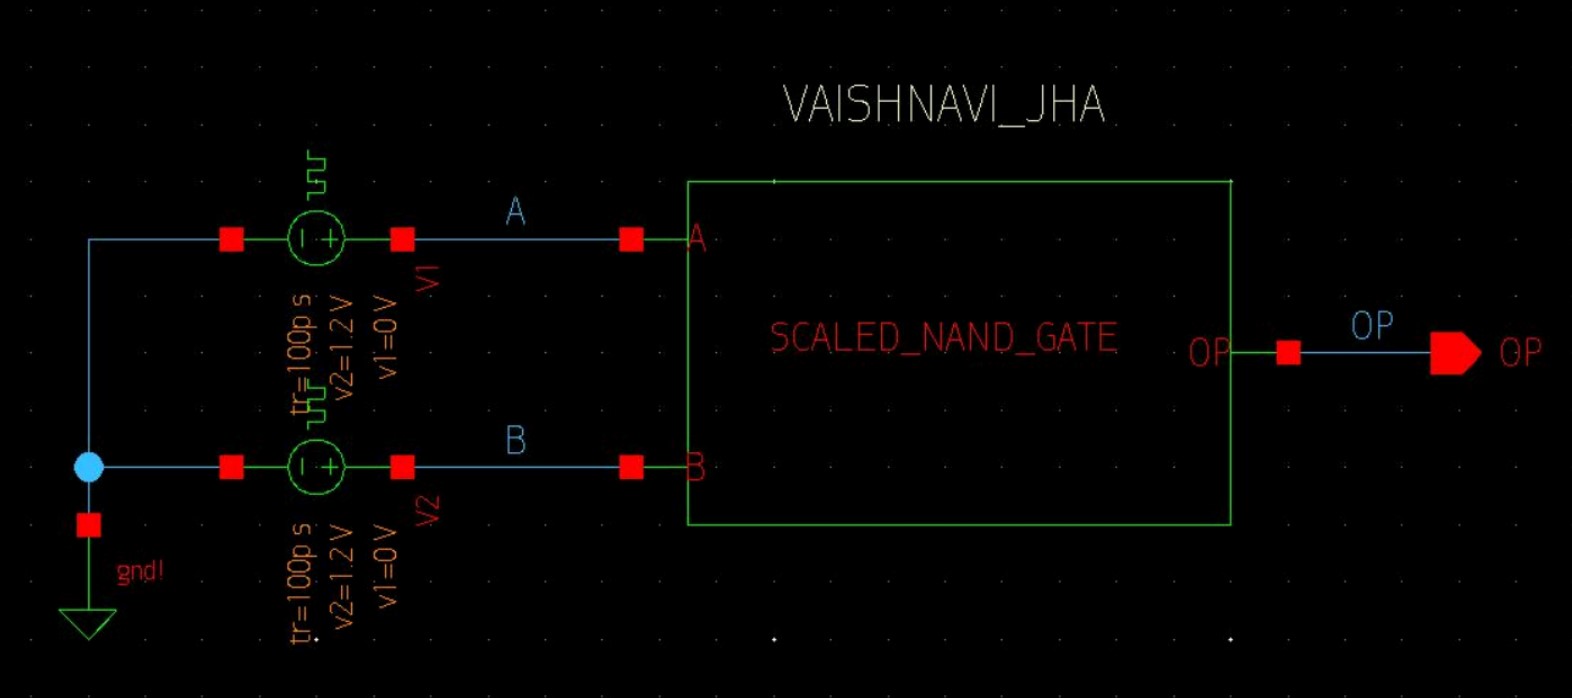 VAISHNAVI_JHA
A
A
V1
tr=100p s
v2=1.2 V
v1=0 V
SCALED_NAND_GATE
OP
OP
OP
B
B
V2
tr=100p s
v2=1.2 V
v1=0 V
gnd!